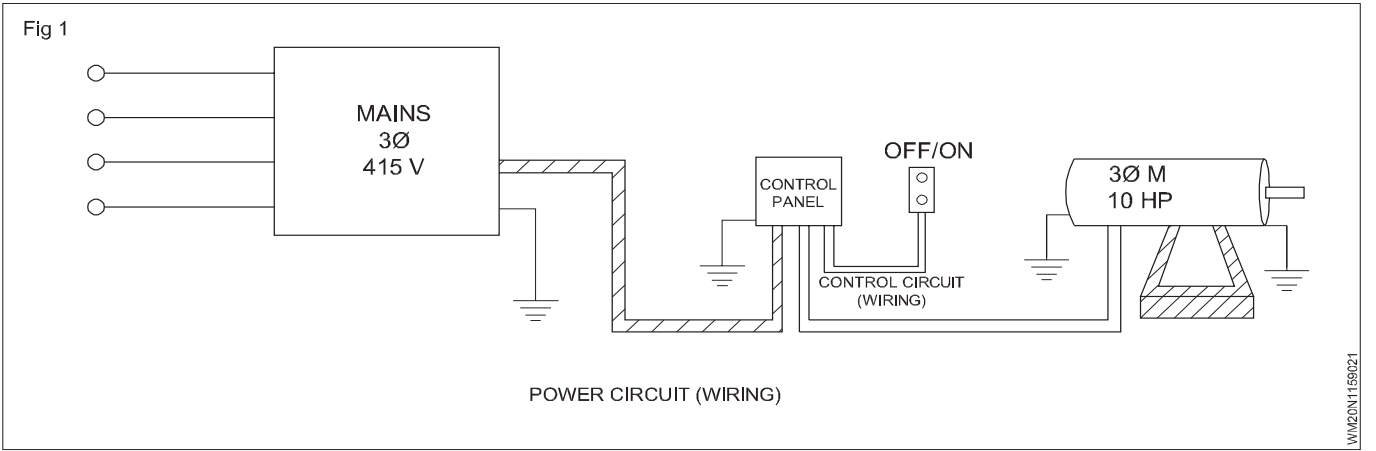 Fig 1
MAINS
3Ø
415 V
CONTROL
PANEL
OFF/ON
3Ø M
10 HP
CONTROL CIRCUIT
(WIRING)
POWER CIRCUIT (WIRING)
WM20N1159021